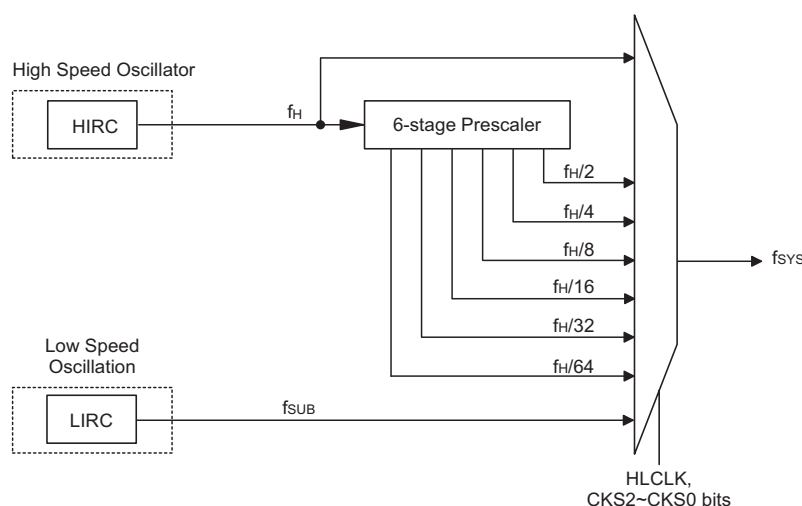 High Speed Oscillator
HIRC
fH
6-stage Prescaler
fH/2
fH/4
fH/8
fH/16
fH/32
fH/64
fSYS
Low Speed
Oscillation
LIRC
fSUB
HLCLK,
CKS2~CKS0 bits